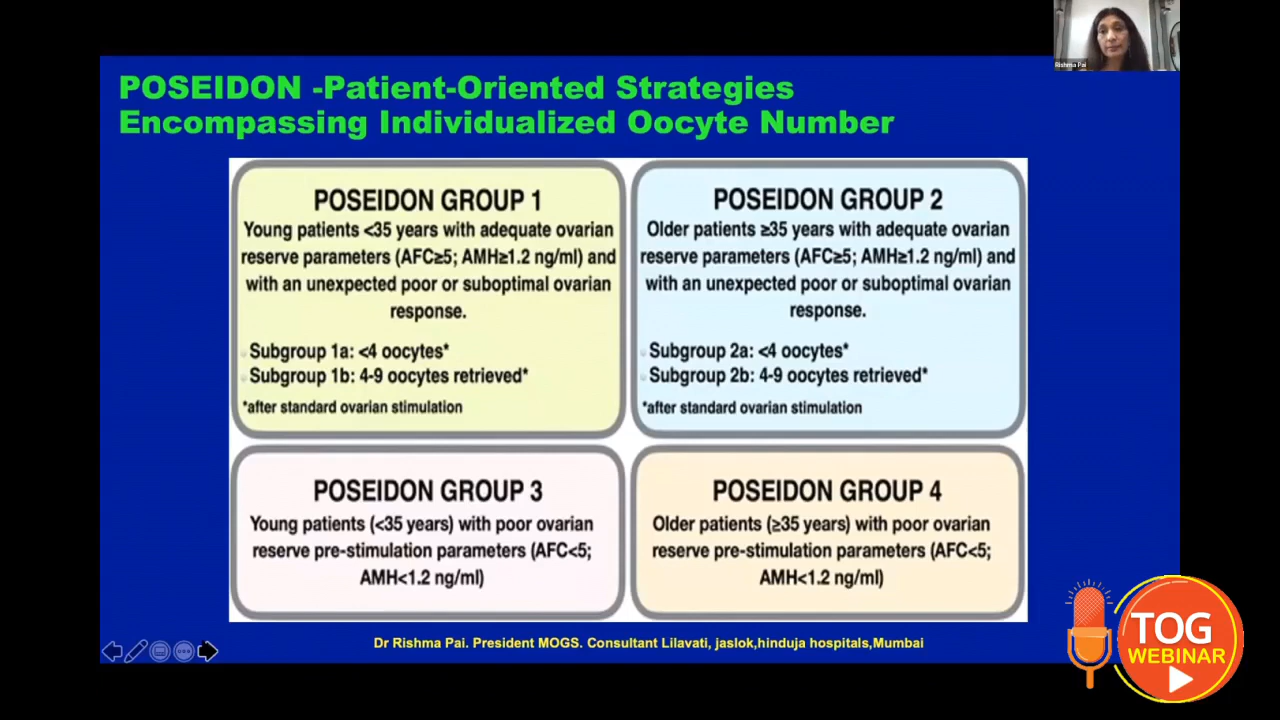 Rishma Pai
POSEIDON -Patient-Oriented Strategies
Encompassing Individualized Oocyte Number
POSEIDON GROUP 1
Young patients <35 years with adequate ovarian
reserve parameters (AFC≥5; AMH≥1.2 ng/ml) and
with an unexpected poor or suboptimal ovarian
response.
Subgroup 1a: <4 oocytes*
Subgroup 1b: 4-9 oocytes retrieved*
*after standard ovarian stimulation
POSEIDON GROUP 2
Older patients ≥35 years with adequate ovarian
reserve parameters (AFC≥5; AMH≥1.2 ng/ml) and
with an unexpected poor or suboptimal ovarian
response.
Subgroup 2a: <4 oocytes*
Subgroup 2b: 4-9 oocytes retrieved*
*after standard ovarian stimulation
POSEIDON GROUP 3
Young patients (<35 years) with poor ovarian
reserve pre-stimulation parameters (AFC<5;
AMH<1.2 ng/ml)
POSEIDON GROUP 4
Older patients (≥35 years) with poor ovarian
reserve pre-stimulation parameters (AFC<5;
AMH<1.2 ng/ml)
Dr Rishma Pai. President MOGS. Consultant Lilavati, jaslok,hinduja hospitals,Mumbai
TOG
WEBINAR